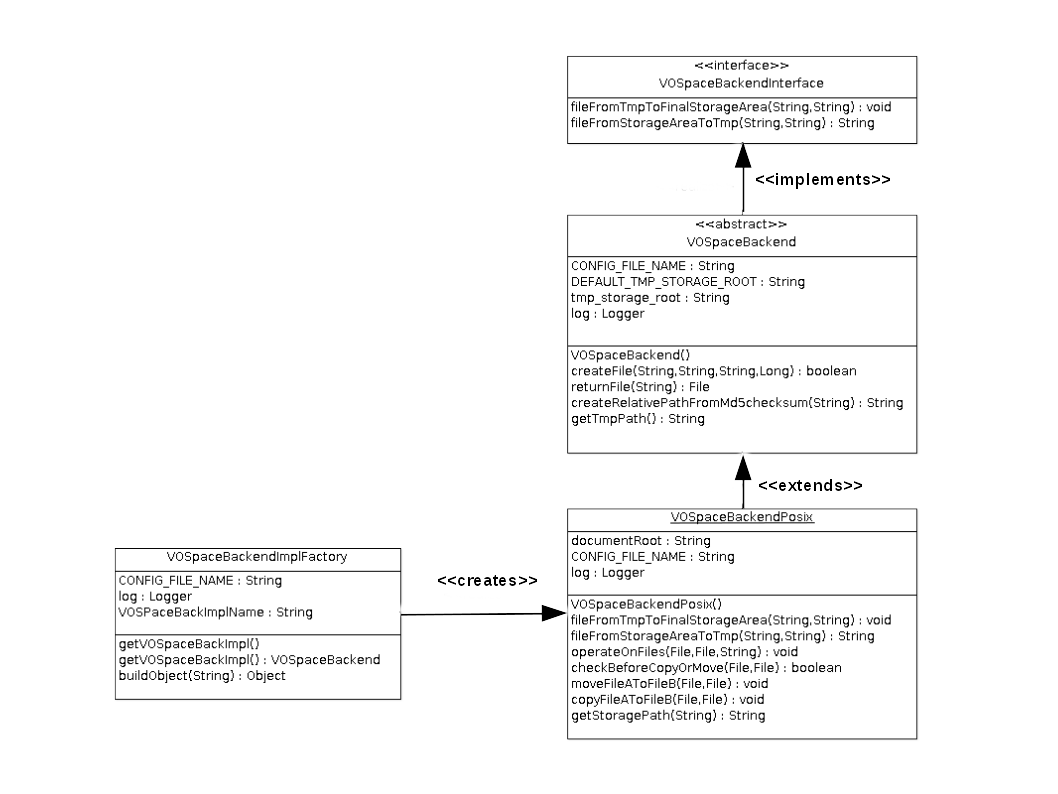 <<interface>>
VOSpaceBackendInterface
fileFromTmpToFinalStorageArea(String,String) : void
fileFromStorageAreaToTmp(String,String) : String
<<implements>>
<<abstract>>
VOSpaceBackend
CONFIG_FILE_NAME : String
DEFAULT_TMP_STORAGE_ROOT : String
tmp_storage_root : String
log : Logger
VOSpaceBackend()
createFile(String,String,String,Long) : boolean
returnFile(String) : File
createRelativePathFromMd5checksum(String) : String
getTmpPath() : String
<<extends>>
VOSpaceBackendPosix
documentRoot : String
CONFIG_FILE_NAME : String
log : Logger
VOSpaceBackendPosix()
fileFromTmpToFinalStorageArea(String,String) : void
fileFromStorageAreaToTmp(String,String) : String
operateOnFiles(File,File,String) : void
checkBeforeCopyOrMove(File,File) : boolean
moveFileAToFileB(File,File) : void
copyFileAToFileB(File,File) : void
getStoragePath(String) : String
<<creates>>
VOSpaceBackendImplFactory
CONFIG_FILE_NAME : String
log : Logger
VOSPaceBackImplName : String
getVOSpaceBackImpl()
getVOSpaceBackImpl() : VOSpaceBackend
buildObject(String) : Object